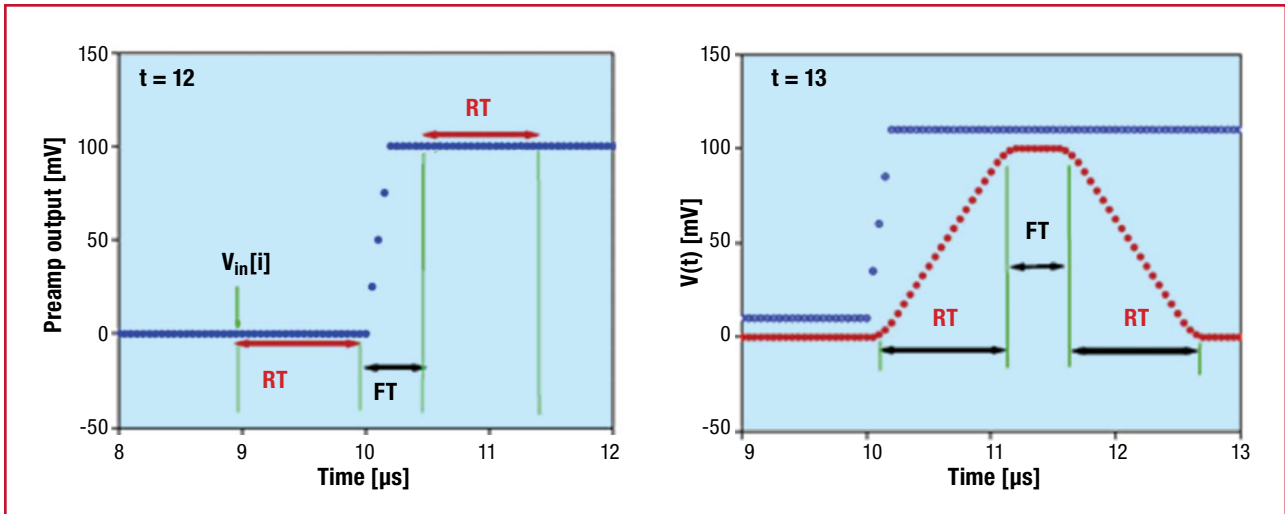 t = 12
150
100
50
0
-50
Preamp output [mV]
RT
V_in[i]
RT
FT
8 9 10 11 12
Time [µs]
t = 13
150
100
50
0
-50
V(t) [mV]
FT
RT RT
9 10 11 12 13
Time [µs]